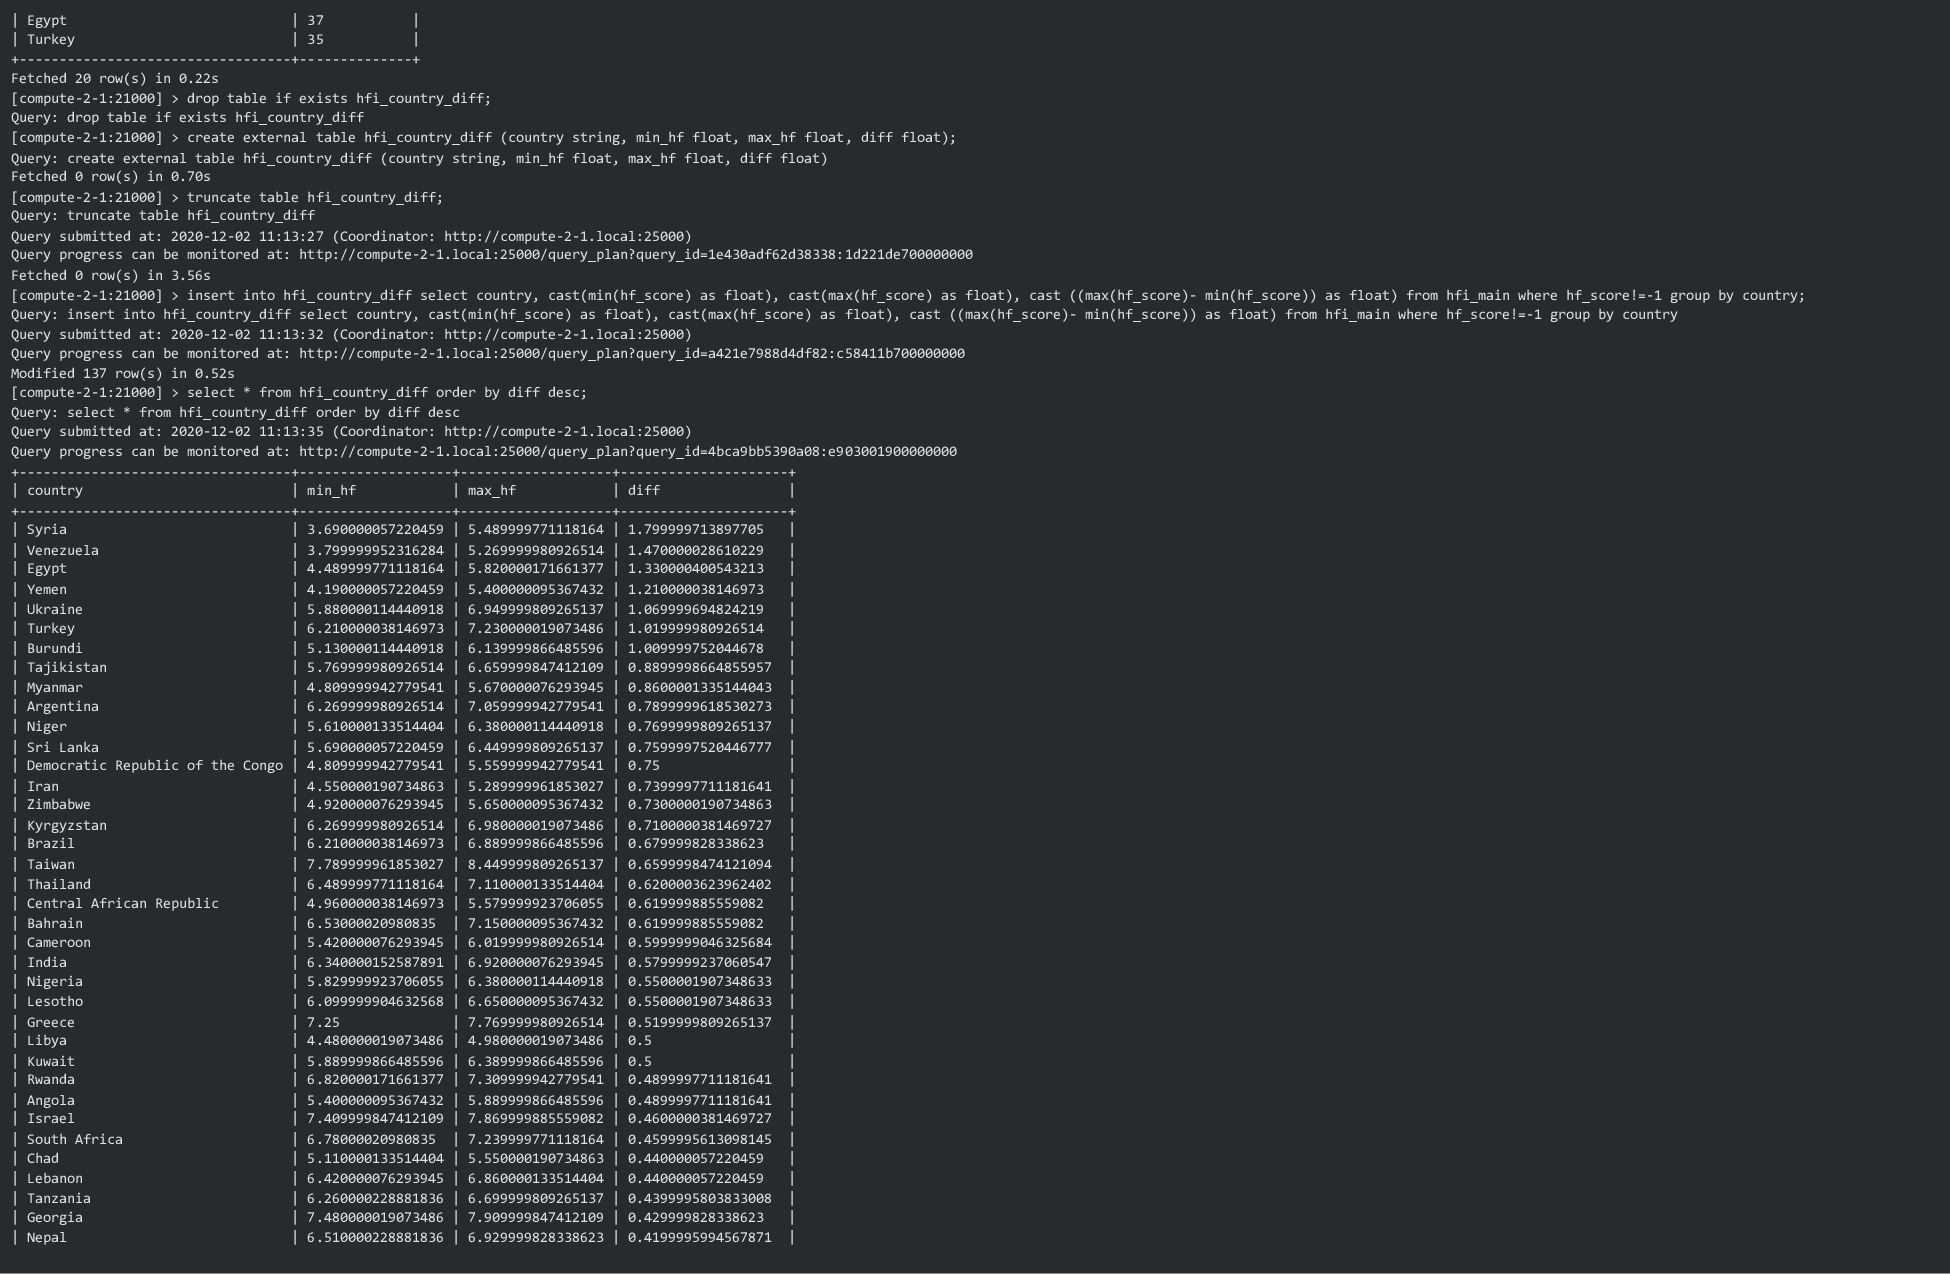 | Egypt                            | 37           |
| Turkey                           | 35           |
+----------------------------------+--------------+
Fetched 20 row(s) in 0.22s
[compute-2-1:21000] > drop table if exists hfi_country_diff;
Query: drop table if exists hfi_country_diff
[compute-2-1:21000] > create external table hfi_country_diff (country string, min_hf float, max_hf float, diff float);
Query: create external table hfi_country_diff (country string, min_hf float, max_hf float, diff float)
Fetched 0 row(s) in 0.70s
[compute-2-1:21000] > truncate table hfi_country_diff;
Query: truncate table hfi_country_diff
Query submitted at: 2020-12-02 11:13:27 (Coordinator: http://compute-2-1.local:25000)
Query progress can be monitored at: http://compute-2-1.local:25000/query_plan?query_id=1e430adf62d38338:1d221de700000000
Fetched 0 row(s) in 3.56s
[compute-2-1:21000] > insert into hfi_country_diff select country, cast(min(hf_score) as float), cast(max(hf_score) as float), cast ((max(hf_score)- min(hf_score)) as float) from hfi_main where hf_score!=-1 group by country;
Query: insert into hfi_country_diff select country, cast(min(hf_score) as float), cast(max(hf_score) as float), cast ((max(hf_score)- min(hf_score)) as float) from hfi_main where hf_score!=-1 group by country
Query submitted at: 2020-12-02 11:13:32 (Coordinator: http://compute-2-1.local:25000)
Query progress can be monitored at: http://compute-2-1.local:25000/query_plan?query_id=a421e7988d4df82:c58411b700000000
Modified 137 row(s) in 0.52s
[compute-2-1:21000] > select * from hfi_country_diff order by diff desc;
Query: select * from hfi_country_diff order by diff desc
Query submitted at: 2020-12-02 11:13:35 (Coordinator: http://compute-2-1.local:25000)
Query progress can be monitored at: http://compute-2-1.local:25000/query_plan?query_id=4bca9bb5390a08:e903001900000000
+----------------------------------+-------------------+-------------------+---------------------+
| country                          | min_hf            | max_hf            | diff                |
+----------------------------------+-------------------+-------------------+---------------------+
| Syria                            | 3.690000057220459 | 5.489999771118164 | 1.799999713897705   |
| Venezuela                        | 3.799999952316284 | 5.269999980926514 | 1.470000028610229   |
| Egypt                            | 4.489999771118164 | 5.820000171661377 | 1.330000400543213   |
| Yemen                            | 4.190000057220459 | 5.400000095367432 | 1.210000038146973   |
| Ukraine                          | 5.880000114440918 | 6.949999809265137 | 1.069999694824219   |
| Turkey                           | 6.210000038146973 | 7.230000019073486 | 1.019999980926514   |
| Burundi                          | 5.130000114440918 | 6.139999866485596 | 1.009999752044678   |
| Tajikistan                       | 5.769999980926514 | 6.659999847412109 | 0.8899998664855957  |
| Myanmar                          | 4.809999942779541 | 5.670000076293945 | 0.8600001335144043  |
| Argentina                        | 6.269999980926514 | 7.059999942779541 | 0.7899999618530273  |
| Niger                            | 5.610000133514404 | 6.380000114440918 | 0.7699999809265137  |
| Sri Lanka                        | 5.690000057220459 | 6.449999809265137 | 0.7599997520446777  |
| Democratic Republic of the Congo | 4.809999942779541 | 5.559999942779541 | 0.75                |
| Iran                             | 4.550000190734863 | 5.289999961853027 | 0.7399997711181641  |
| Zimbabwe                         | 4.920000076293945 | 5.650000095367432 | 0.7300000190734863  |
| Kyrgyzstan                       | 6.269999980926514 | 6.980000019073486 | 0.7100000381469727  |
| Brazil                           | 6.210000038146973 | 6.889999866485596 | 0.679999828338623   |
| Taiwan                           | 7.789999961853027 | 8.449999809265137 | 0.6599998474121094  |
| Thailand                         | 6.489999771118164 | 7.110000133514404 | 0.6200003623962402  |
| Central African Republic         | 4.960000038146973 | 5.579999923706055 | 0.619999885559082   |
| Bahrain                          | 6.53000020980835  | 7.150000095367432 | 0.619999885559082   |
| Cameroon                         | 5.420000076293945 | 6.019999980926514 | 0.5999999046325684  |
| India                            | 6.340000152587891 | 6.920000076293945 | 0.5799999237060547  |
| Nigeria                          | 5.829999923706055 | 6.380000114440918 | 0.5500001907348633  |
| Lesotho                          | 6.099999904632568 | 6.650000095367432 | 0.5500001907348633  |
| Greece                           | 7.25              | 7.769999980926514 | 0.5199999809265137  |
| Libya                            | 4.480000019073486 | 4.980000019073486 | 0.5                 |
| Kuwait                           | 5.889999866485596 | 6.389999866485596 | 0.5                 |
| Rwanda                           | 6.820000171661377 | 7.309999942779541 | 0.4899997711181641  |
| Angola                           | 5.400000095367432 | 5.889999866485596 | 0.4899997711181641  |
| Israel                           | 7.409999847412109 | 7.869999885559082 | 0.4600000381469727  |
| South Africa                     | 6.78000020980835  | 7.239999771118164 | 0.4599995613098145  |
| Chad                             | 5.110000133514404 | 5.550000190734863 | 0.440000057220459   |
| Lebanon                          | 6.420000076293945 | 6.860000133514404 | 0.440000057220459   |
| Tanzania                         | 6.260000228881836 | 6.699999809265137 | 0.4399995803833008  |
| Georgia                          | 7.480000019073486 | 7.909999847412109 | 0.429999828338623   |
| Nepal                            | 6.510000228881836 | 6.929999828338623 | 0.4199995994567871  |